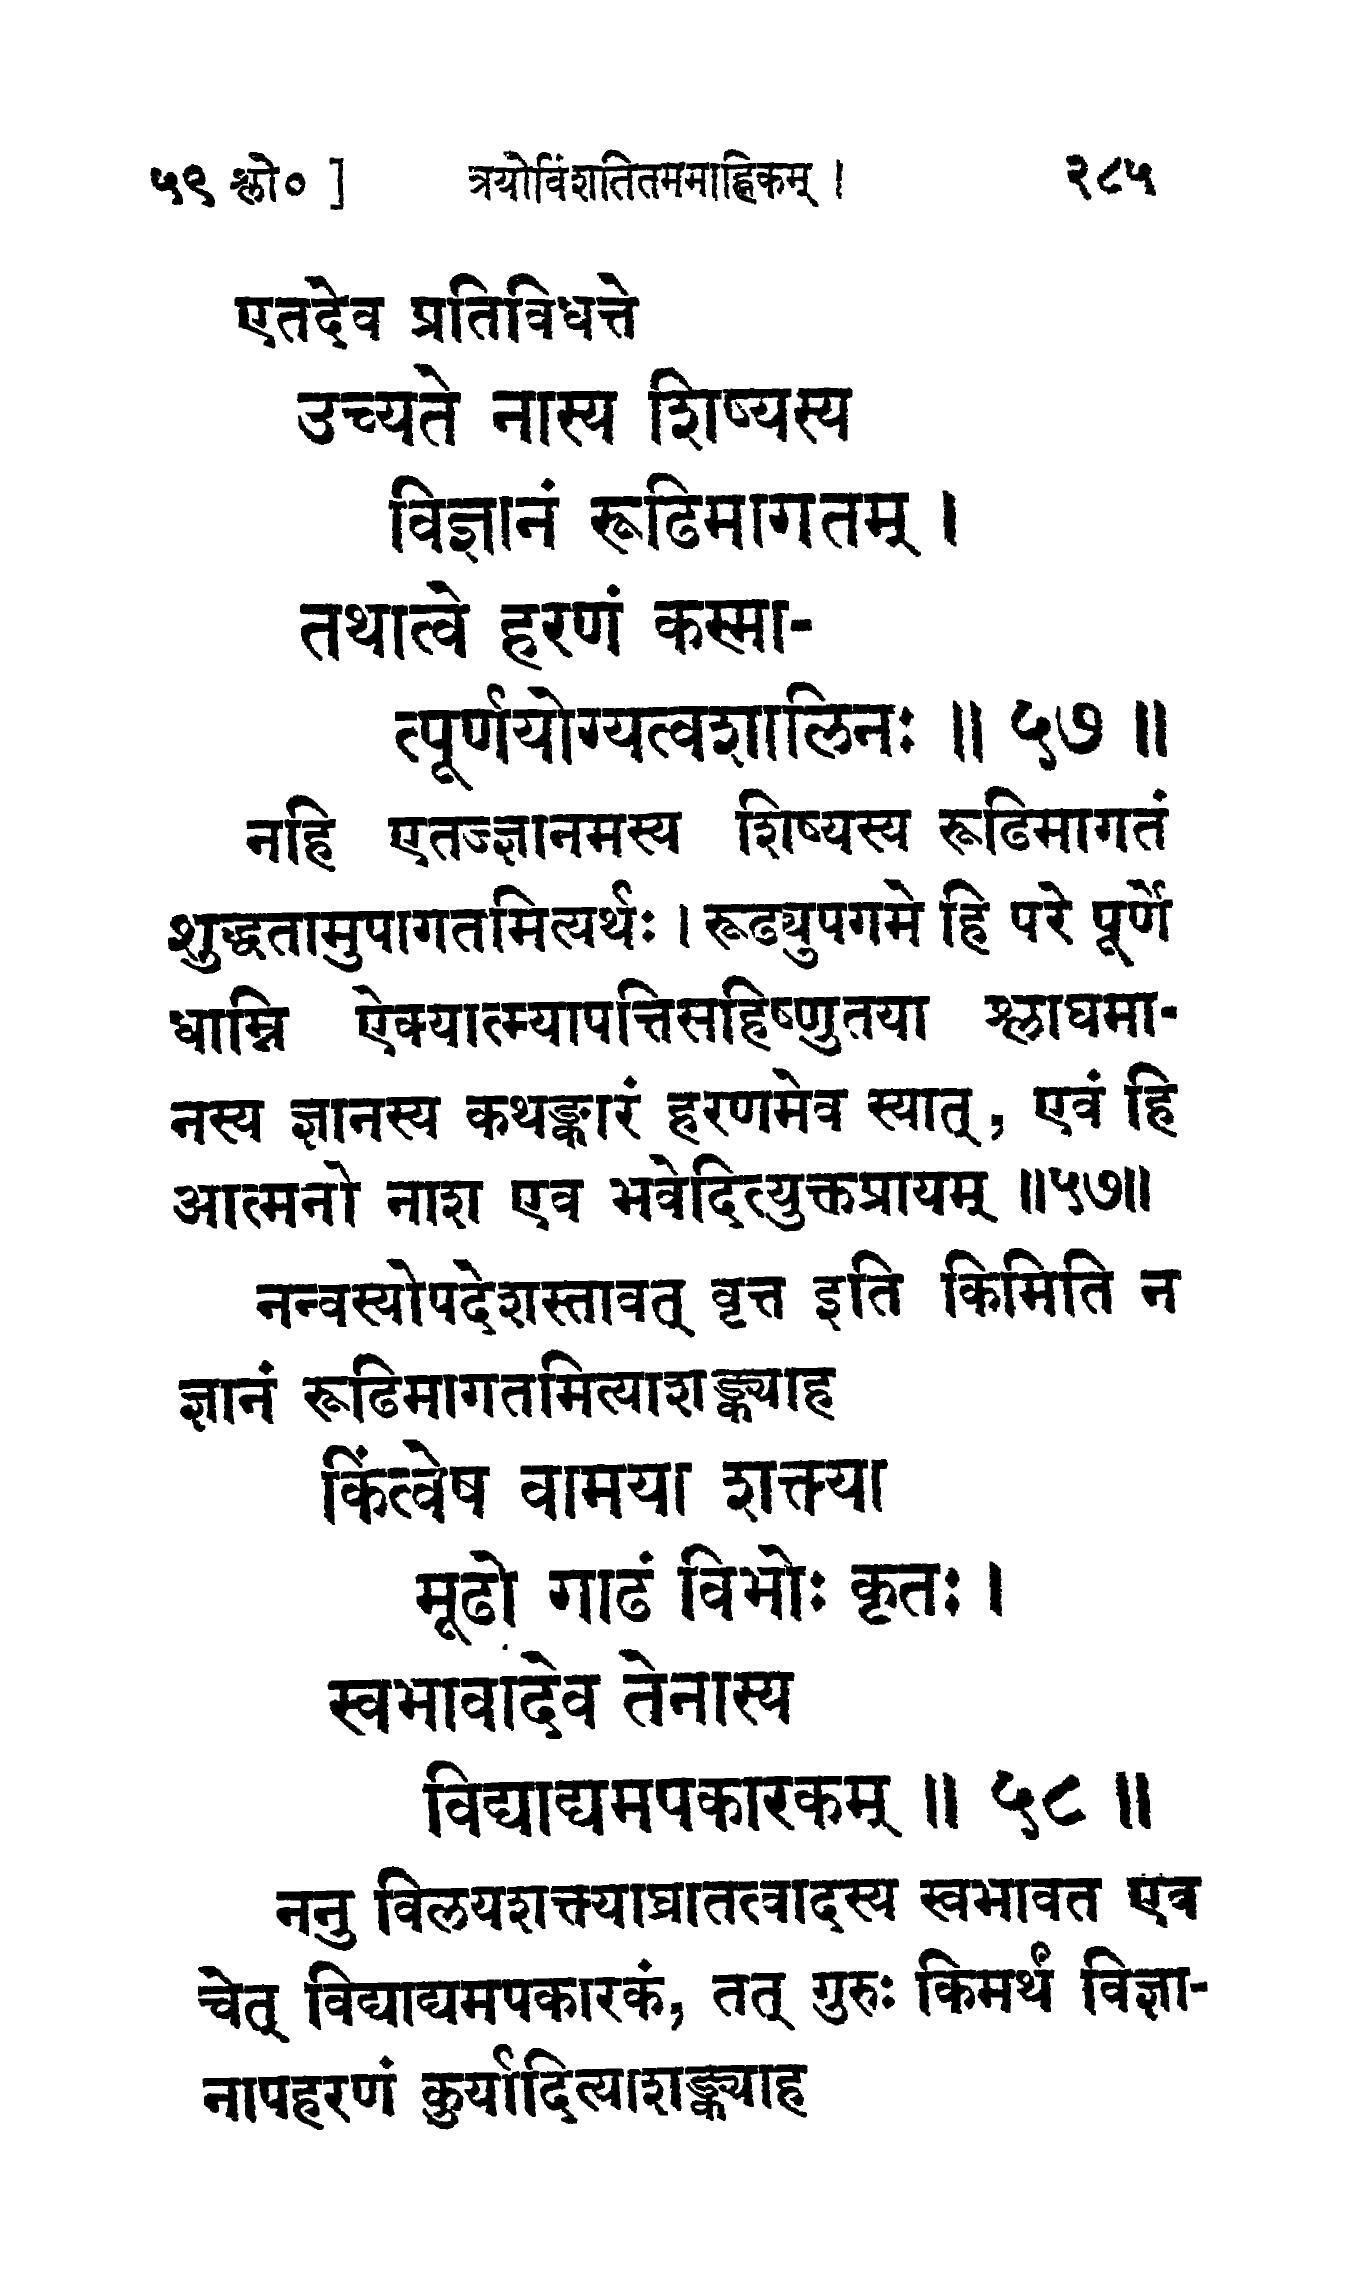 ५९ श्लो० ] त्रयोविंशतितममाह्निकम् । २८५
एतदेव प्रतिविधत्ते
उच्यते नास्य शिष्यस्य
विज्ञानं रूढिमागतम् ।
तथात्वे हरणं कस्मा-
त्पूर्णयोग्यत्वशालिनः ॥ ५७ ॥
नहि एतज्ज्ञानमस्य शिष्यस्य रूढिमागतं
शुद्धतामुपागतमित्यर्थः । रूढ्युपगमे हि परे पूर्णे
धाम्नि ऐक्यात्म्यापत्तिसहिष्णुतया श्लाघमा-
नस्य ज्ञानस्य कथङ्कारं हरणमेव स्यात्, एवं हि
आत्मनो नाश एव भवेदित्युक्तप्रायम् ॥५७॥
नन्वस्योपदेशस्तावत् वृत्त इति किमिति न
ज्ञानं रूढिमागतमित्याशङ्क्याह
किंत्वेष वामया शक्त्या
मूढो गाढं विभोः कृतः ।
स्वभावादेव तेनास्य
विद्याद्यमपकारकम् ॥ ५८ ॥
ननु विलयशक्त्याघ्रातत्वादस्य स्वभावत एव
चेत् विद्याद्यमपकारकं, तत् गुरुः किमर्थं विज्ञा-
नापहरणं कुर्यादित्याशङ्क्याह